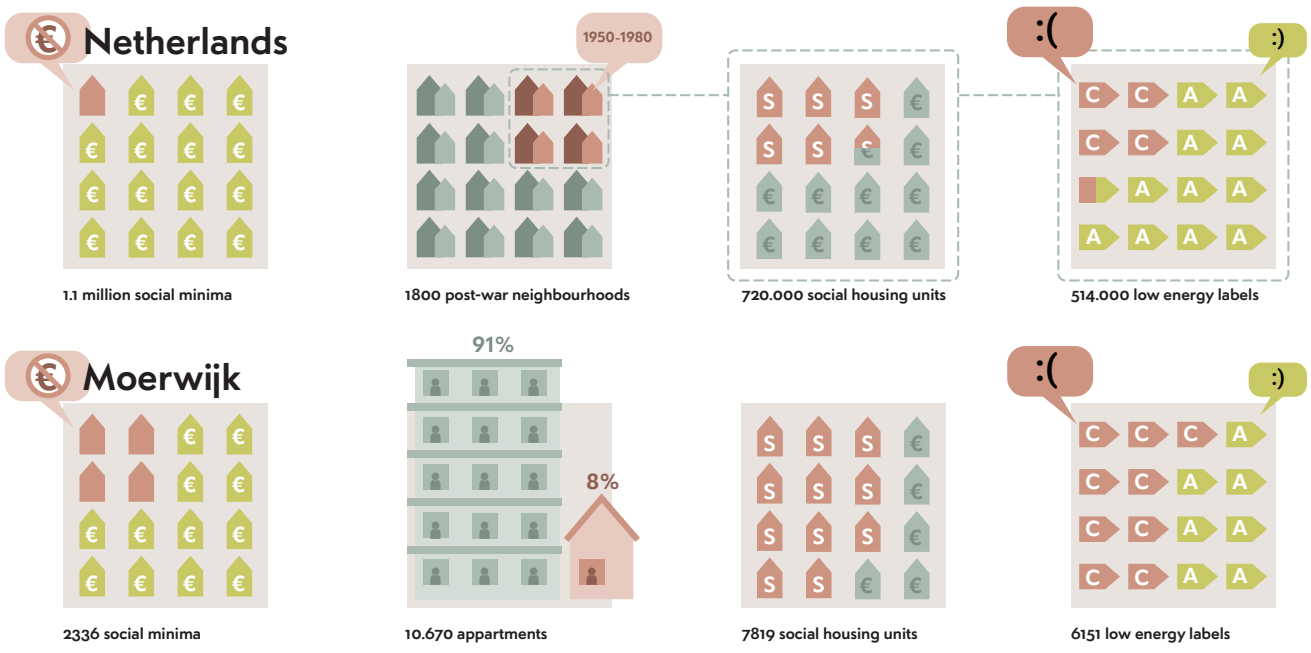 € Netherlands
1950-1980
:(
:)
€ € €
S S S €
C C A A
€ € € €
S S S € €
C C A A
€ € € €
€ € € €
A A A
€ € € €
€ € € €
A A A A
1.1 million social minima
1800 post-war neighbourhoods
720.000 social housing units
514.000 low energy labels
€ Moerwijk
91%
:(
:)
€ €
S S S €
C C C A
€ €
8%
S S S €
C C A A
€ € € €
S S S €
C C A A
€ € € €
S S € €
C C A A
2336 social minima
10.670 appartments
7819 social housing units
6151 low energy labels